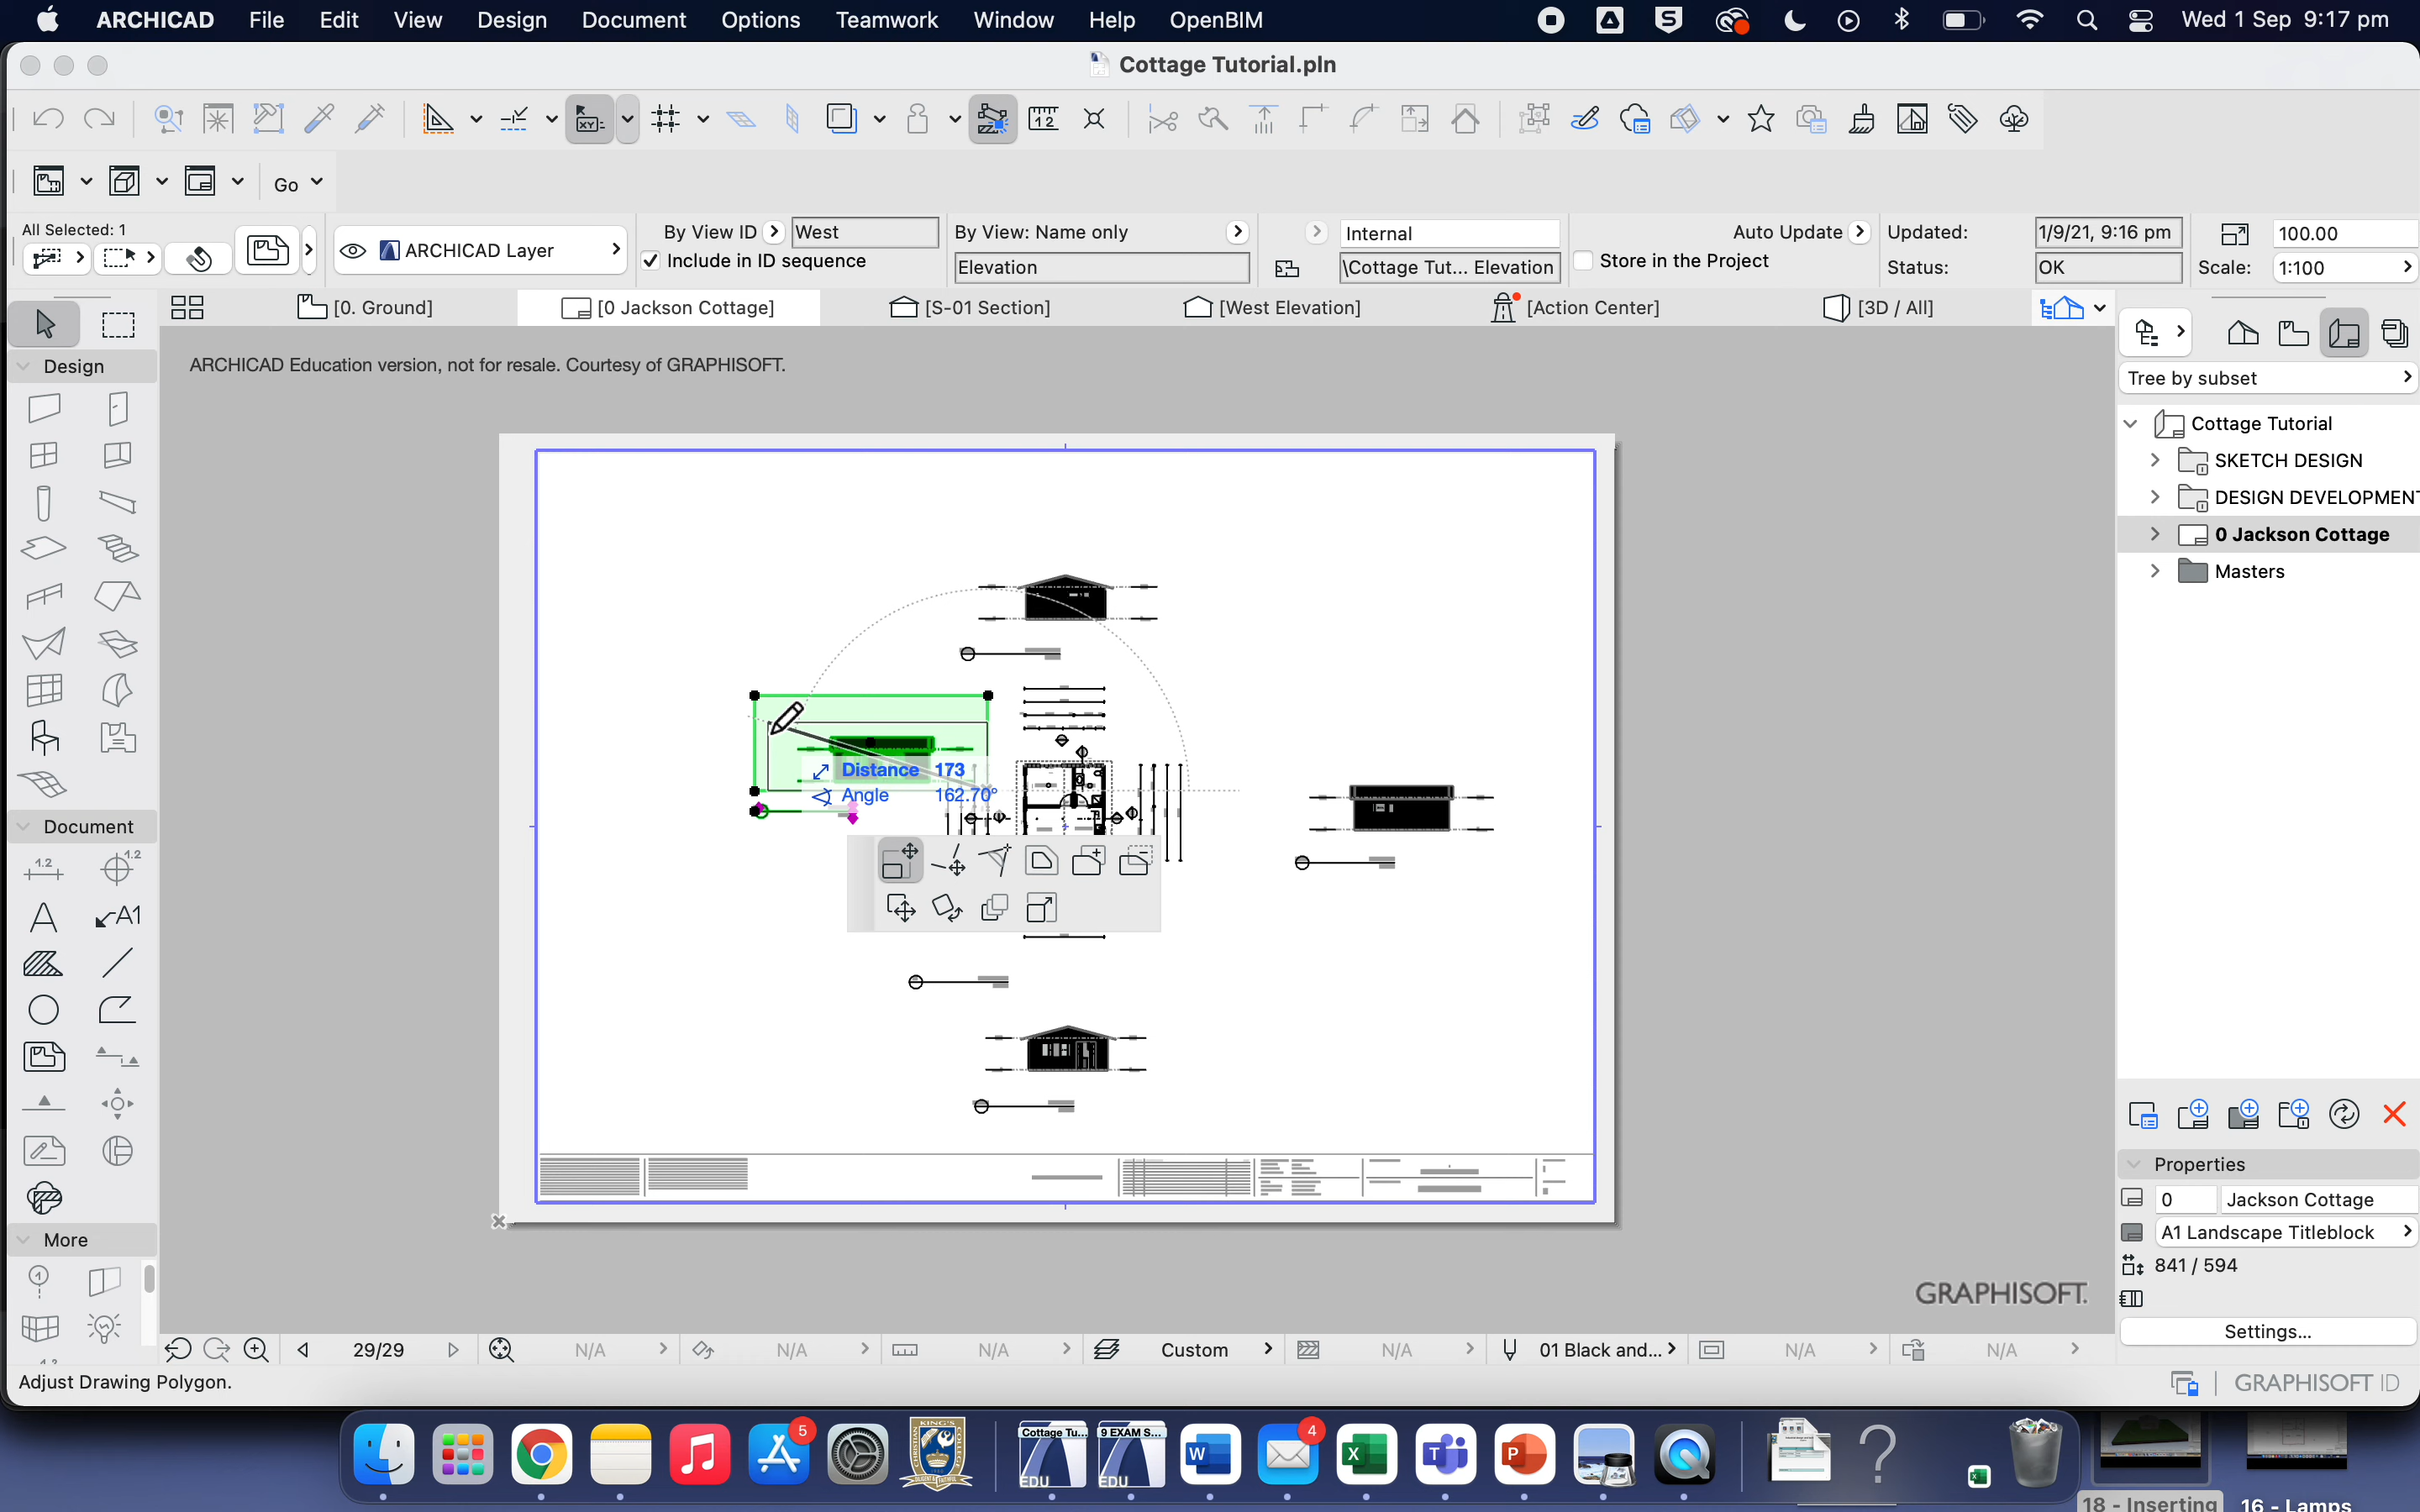 ARCHICAD File Edit View Design Document Options Teamwork Window Help OpenBIM Wed 1 Sep 9:17 pm
Cottage Tutorial.pln
Go
All Selected: 1
ARCHICAD Layer
By View ID West
Include in ID sequence
By View: Name only
Elevation
Internal
\Cottage Tut... Elevation
Auto Update
Store in the Project
Updated: 1/9/21, 9:16 pm
Status: OK
100.00
Scale: 1:100
[0. Ground] [0 Jackson Cottage] [S-01 Section] [West Elevation] [Action Center] [3D / All]
ARCHICAD Education version, not for resale. Courtesy of GRAPHISOFT.
Design
Document
More
Distance 173
Angle 162.70°
Tree by subset
Cottage Tutorial
SKETCH DESIGN
DESIGN DEVELOPMENT
0 Jackson Cottage
Masters
Properties
0 Jackson Cottage
A1 Landscape Titleblock
841 / 594
Settings...
GRAPHISOFT.
29/29 N/A N/A N/A Custom N/A 01 Black and... N/A N/A
Adjust Drawing Polygon.
GRAPHISOFT ID
5
Cottage Tu...
EDU
9 EXAM S...
EDU
4
18 - Inserting
16 - Lamps